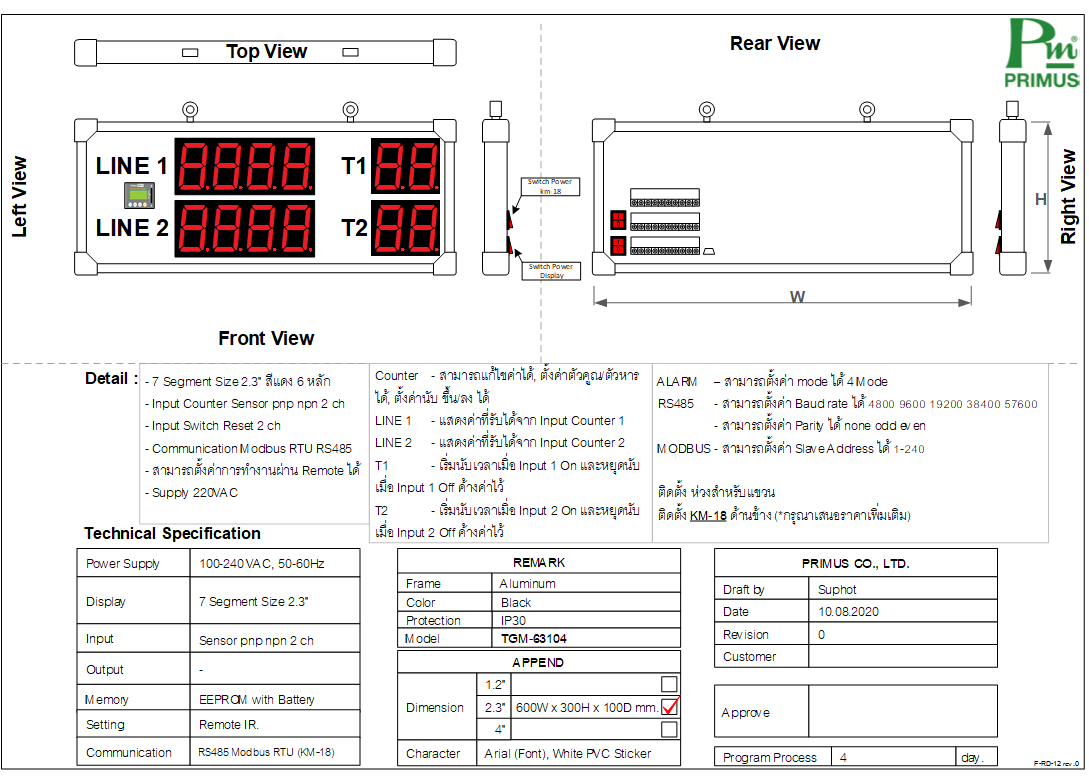 Top View
Rear View
Pm®
PRIMUS
Left View
LINE 1
T1
LINE 2
T2
Switch Power
km-18
Switch Power
Display
H
Right View
W
Front View
Detail :
- 7 Segment Size 2.3" สีแดง 6 หลัก
- Input Counter Sensor pnp npn 2 ch
- Input Switch Reset 2 ch
- Communication Modbus RTU RS485
- สามารถตั้งค่าการทำงานผ่าน Remote ได้
- Supply 220VAC
Counter - สามารถแก้ไขค่าได้, ตั้งค่าตัวคูณ/ตัวหาร
ได้, ตั้งค่านับ ขึ้น/ลง ได้
LINE 1 - แสดงค่าที่รับได้จาก Input Counter 1
LINE 2 - แสดงค่าที่รับได้จาก Input Counter 2
T1 - เริ่มนับเวลาเมื่อ Input 1 On และหยุดนับ
เมื่อ Input 1 Off ค้างค่าไว้
T2 - เริ่มนับเวลาเมื่อ Input 2 On และหยุดนับ
เมื่อ Input 2 Off ค้างค่าไว้
ALARM – สามารถตั้งค่า mode ได้ 4 Mode
RS485 - สามารถตั้งค่า Baud rate ได้ 4800 9600 19200 38400 57600
- สามารถตั้งค่า Parity ได้ none odd even
MODBUS - สามารถตั้งค่า Slave Address ได้ 1-240
ติดตั้ง ห่วงสำหรับแขวน
ติดตั้ง KM-18 ด้านข้าง (*กรุณาเสนอราคาเพิ่มเติม)
Technical Specification
Power Supply 100-240 VAC, 50-60Hz
Display 7 Segment Size 2.3"
Input Sensor pnp npn 2 ch
Output -
Memory EEPROM with Battery
Setting Remote IR.
Communication RS485 Modbus RTU (KM-18)
REMARK
Frame Aluminum
Color Black
Protection IP30
Model TGM-63104
APPEND
Dimension
1.2"
2.3" 600W x 300H x 100D mm.
4"
Character Arial (Font), White PVC Sticker
PRIMUS CO., LTD.
Draft by Suphot
Date 10.08.2020
Revision 0
Customer
Approve
Program Process 4 day.
F-RD-12 rev.0